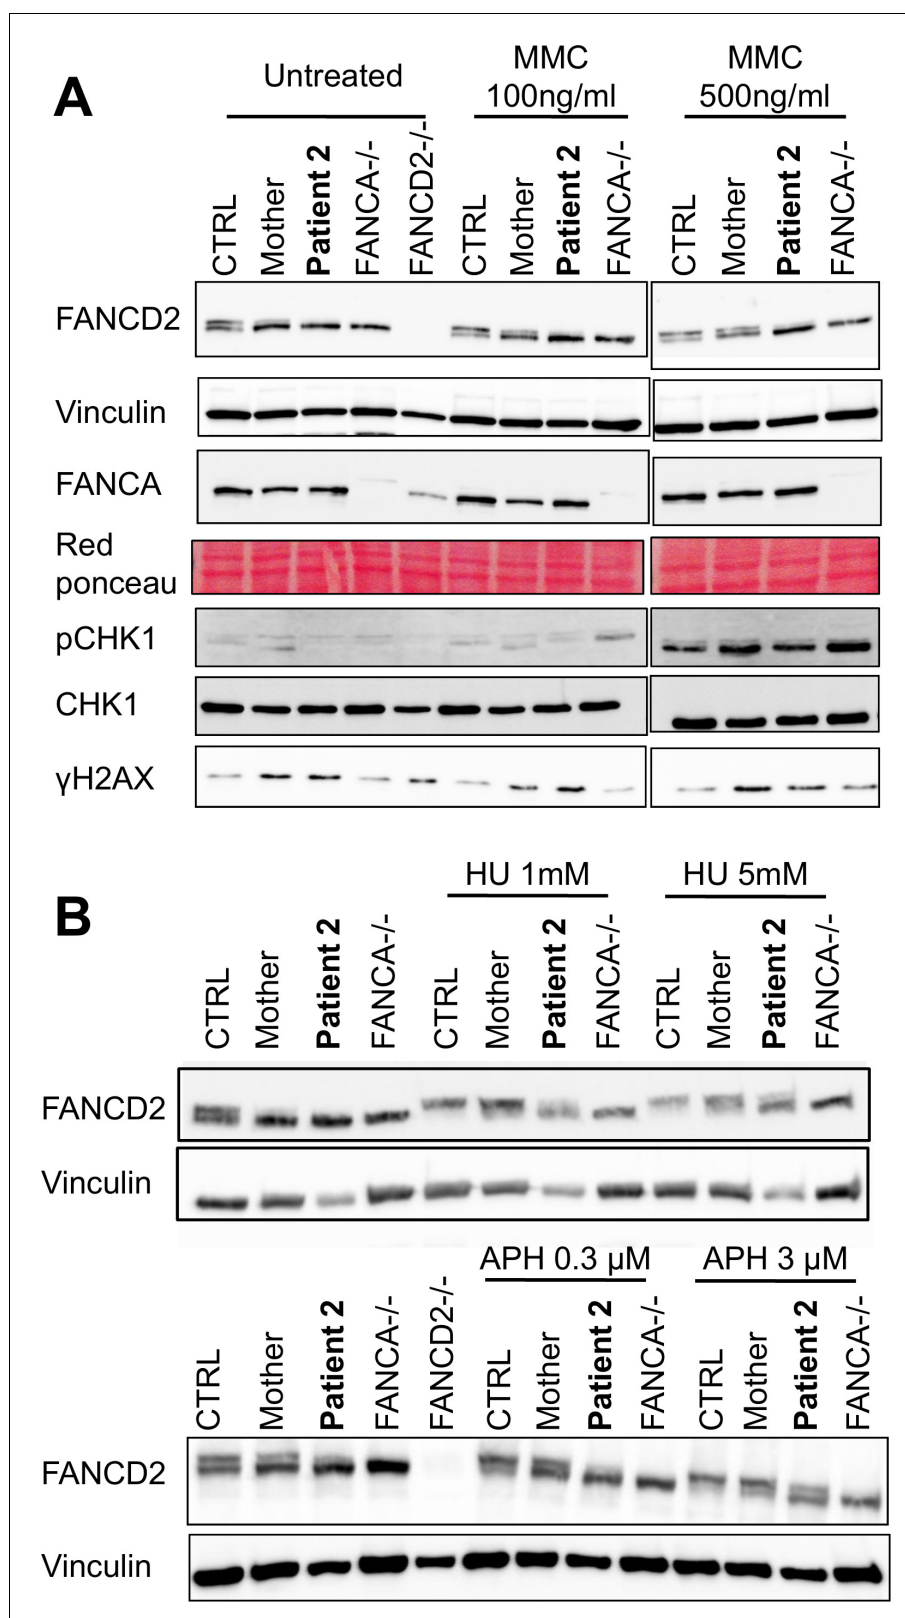 A
Untreated
MMC
100ng/ml
MMC
500ng/ml
CTRL
Mother
Patient 2
FANCA-/-
FANCD2-/-
CTRL
Mother
Patient 2
FANCA-/-
CTRL
Mother
Patient 2
FANCA-/-
FANCD2
Vinculin
FANCA
Red
ponceau
pCHK1
CHK1
γH2AX
B
HU 1mM
HU 5mM
CTRL
Mother
Patient 2
FANCA-/-
CTRL
Mother
Patient 2
FANCA-/-
CTRL
Mother
Patient 2
FANCA-/-
FANCD2
Vinculin
APH 0.3 μM
APH 3 μM
CTRL
Mother
Patient 2
FANCA-/-
FANCD2-/-
CTRL
Mother
Patient 2
FANCA-/-
CTRL
Mother
Patient 2
FANCA-/-
FANCD2
Vinculin